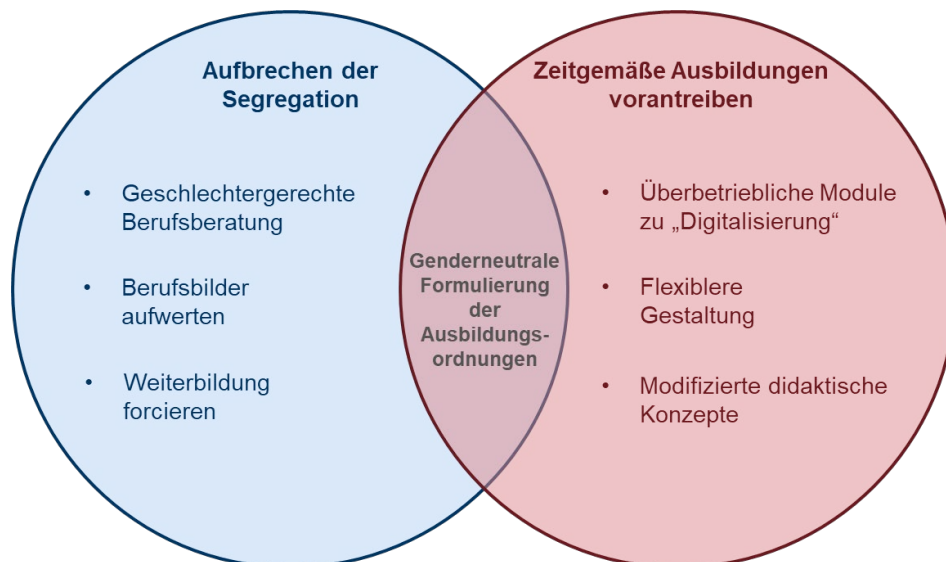 Aufbrechen der
Segregation
• Geschlechtergerechte
Berufsberatung
• Berufsbilder
aufwerten
• Weiterbildung
forcieren
Genderneutrale
Formulierung
der
Ausbildungs-
ordnungen
Zeitgemäße Ausbildungen
vorantreiben
• Überbetriebliche Module
zu „Digitalisierung“
• Flexiblere
Gestaltung
• Modifizierte didaktische
Konzepte